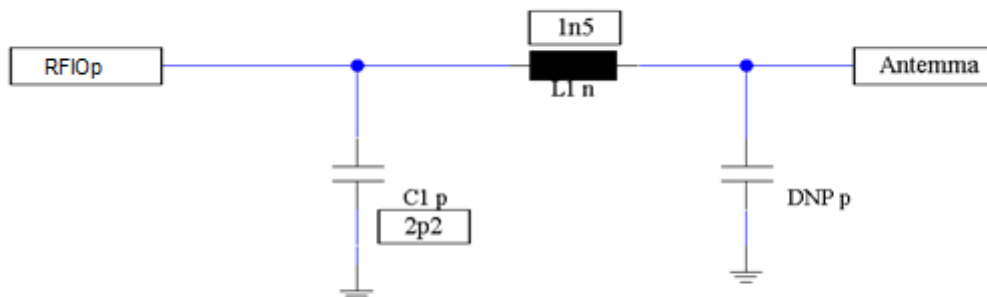 1n5
RFIOp
Antemma
L1 n
C1 p
DNP p
2p2